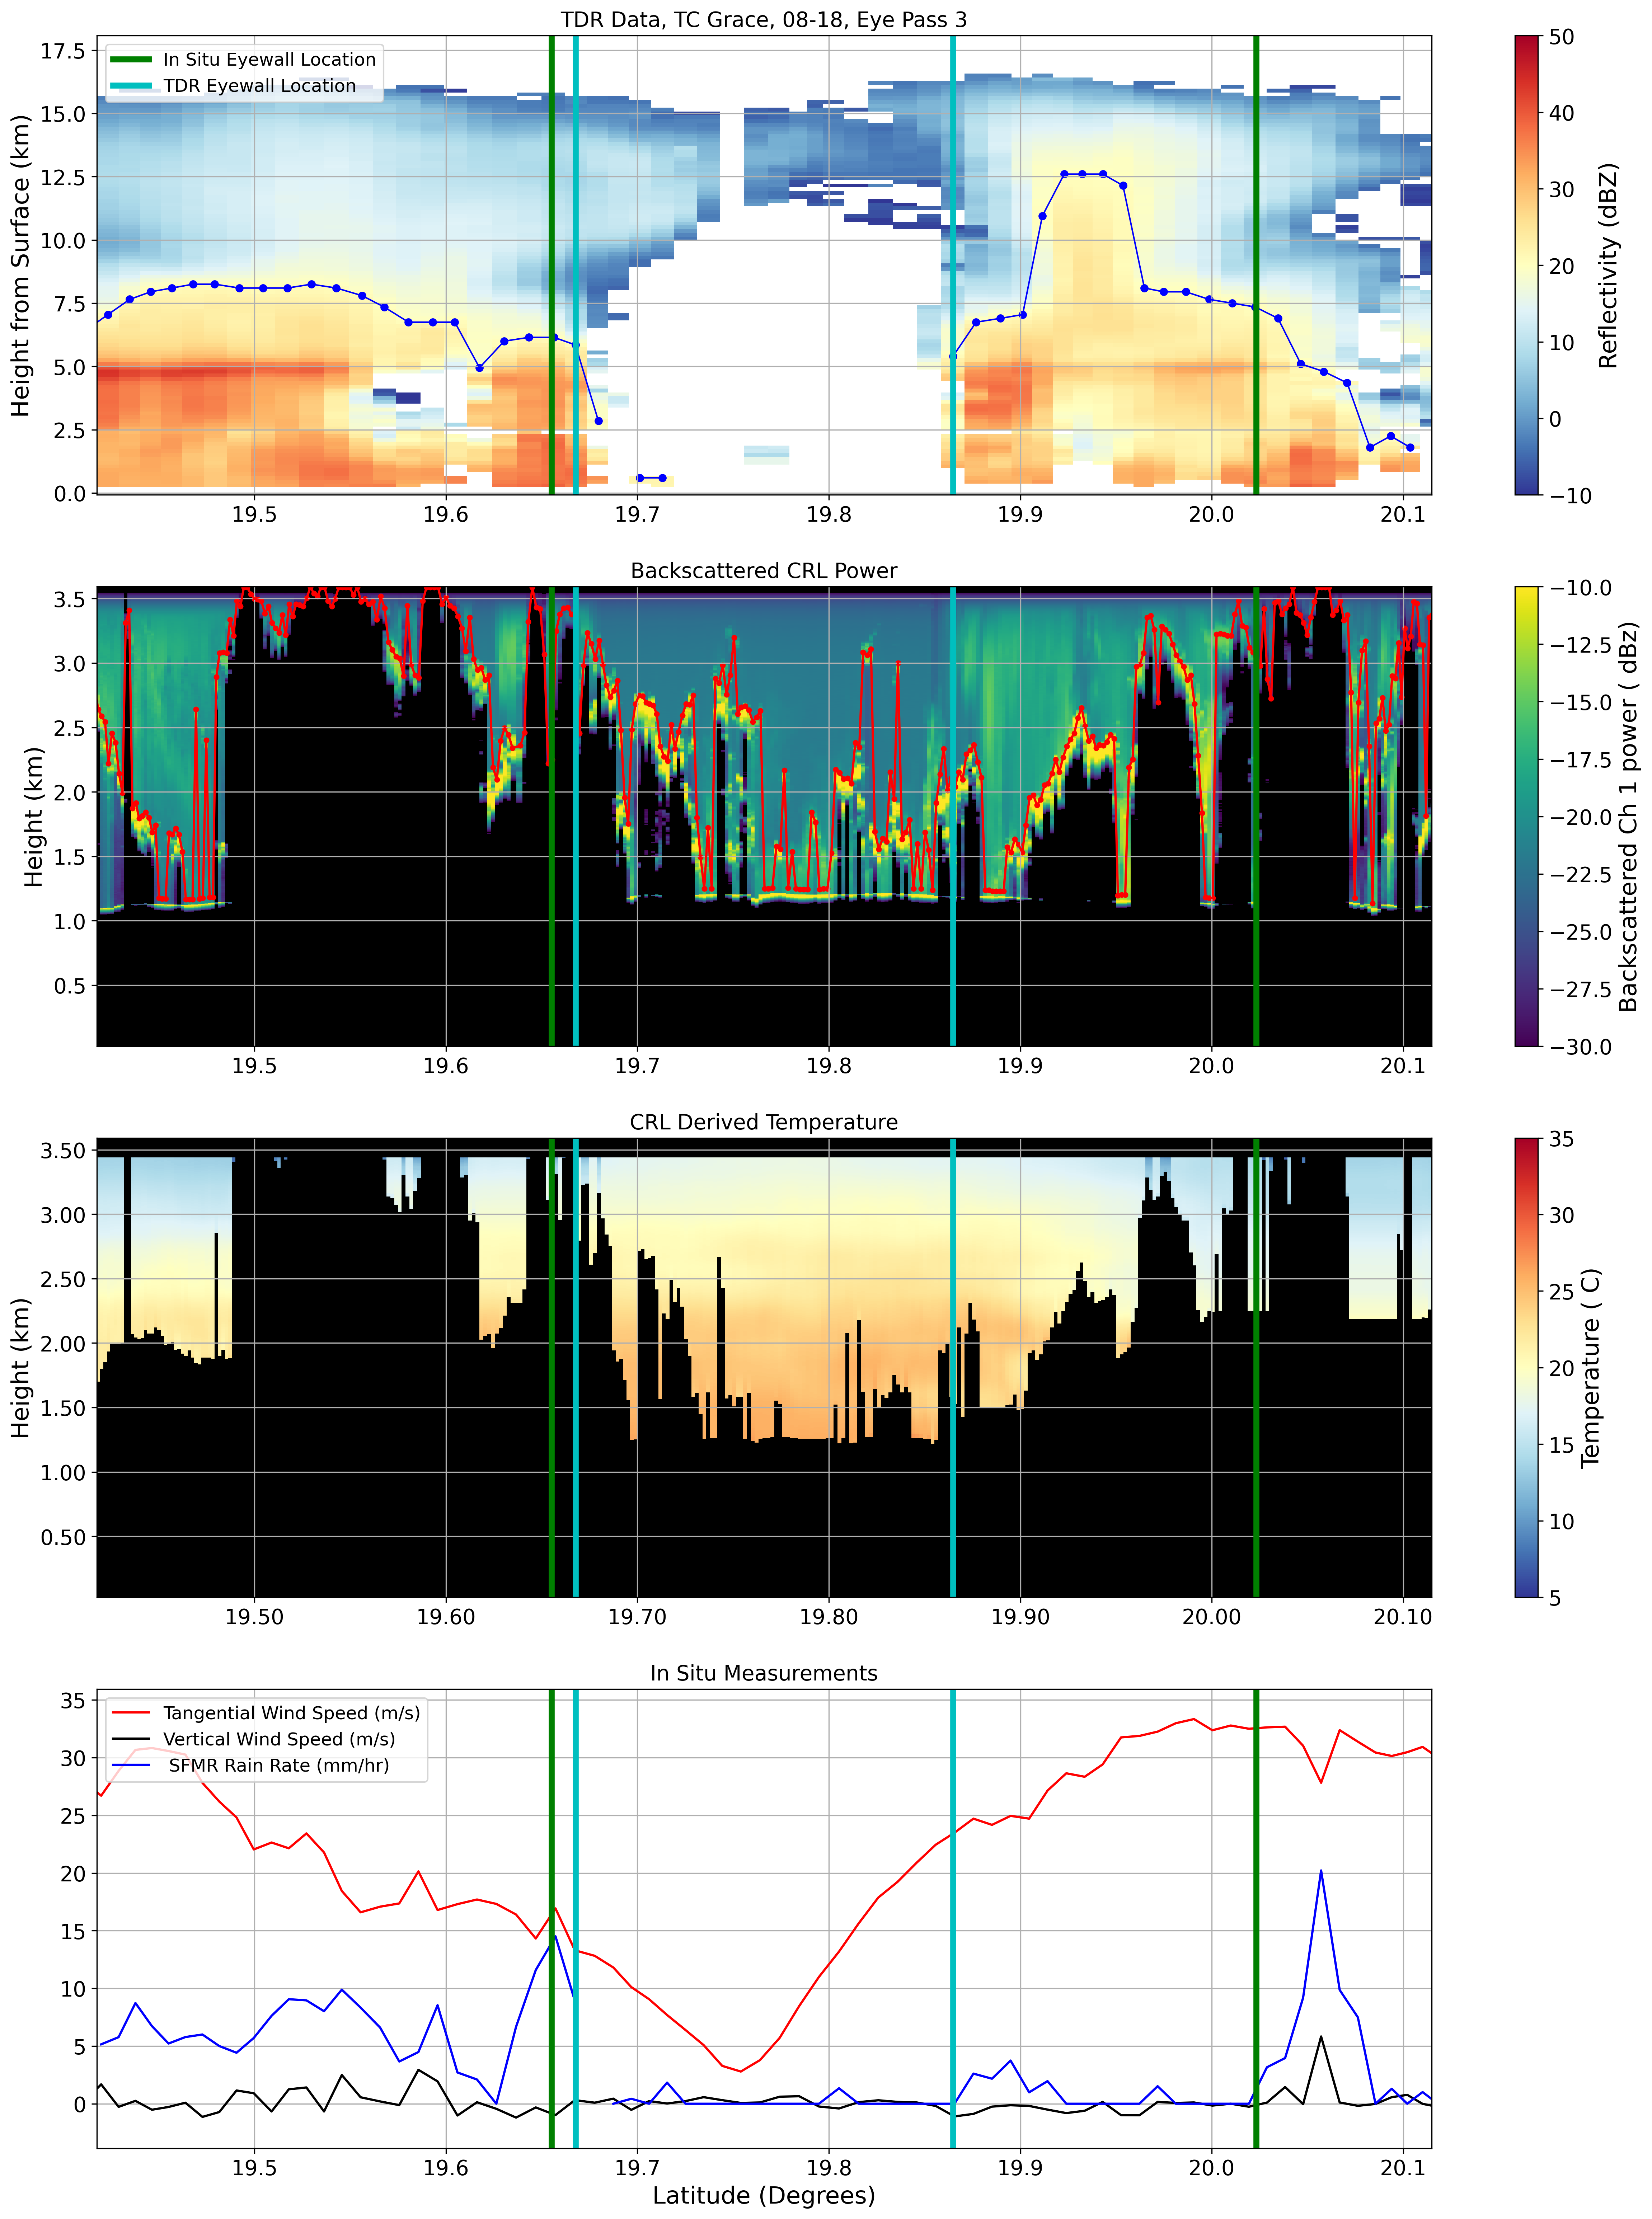 TDR Data, TC Grace, 08-18, Eye Pass 3
In Situ Eyewall Location
TDR Eyewall Location
Height from Surface (km)
17.5
15.0
12.5
10.0
7.5
5.0
2.5
0.0
19.5 19.6 19.7 19.8 19.9 20.0 20.1
50
40
30
20
10
0
−10
Reflectivity (dBZ)
Backscattered CRL Power
Height (km)
3.5
3.0
2.5
2.0
1.5
1.0
0.5
19.5 19.6 19.7 19.8 19.9 20.0 20.1
−10.0
−12.5
−15.0
−17.5
−20.0
−22.5
−25.0
−27.5
−30.0
Backscattered Ch 1 power ( dBz)
CRL Derived Temperature
Height (km)
3.50
3.00
2.50
2.00
1.50
1.00
0.50
19.50 19.60 19.70 19.80 19.90 20.00 20.10
35
30
25
20
15
10
5
Temperature ( C)
In Situ Measurements
Tangential Wind Speed (m/s)
Vertical Wind Speed (m/s)
SFMR Rain Rate (mm/hr)
35
30
25
20
15
10
5
0
19.5 19.6 19.7 19.8 19.9 20.0 20.1
Latitude (Degrees)